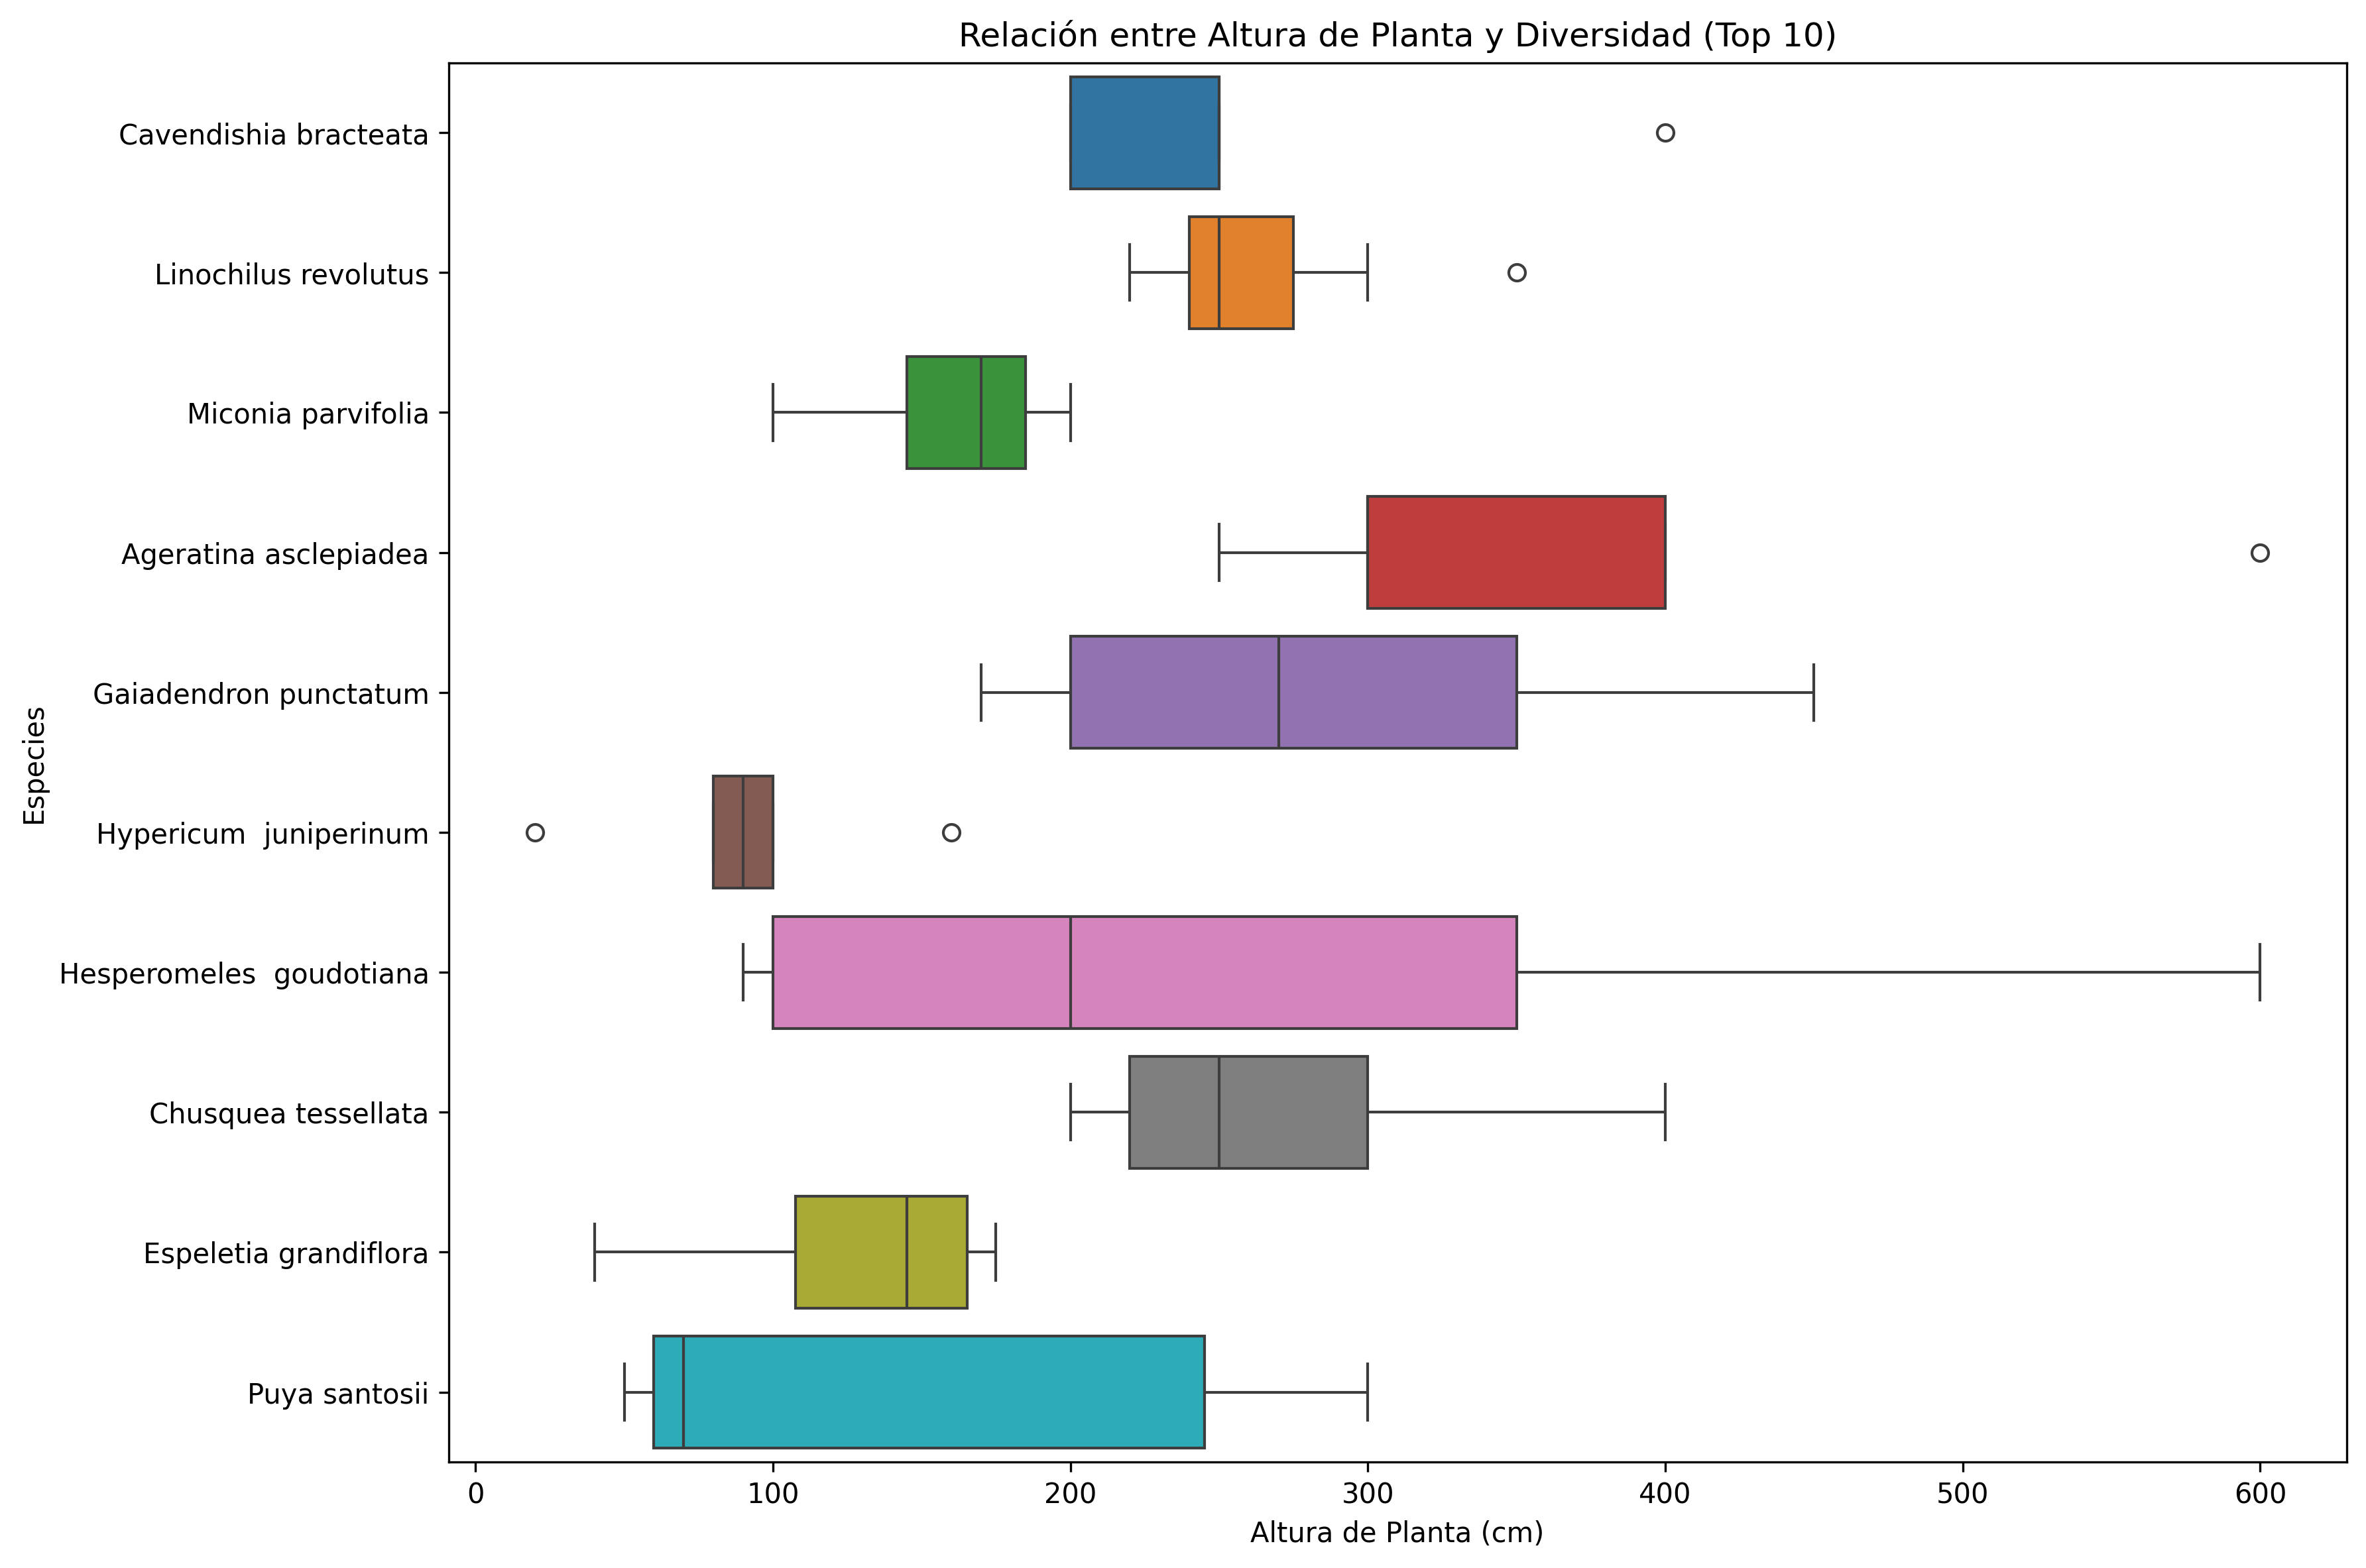 Relación entre Altura de Planta y Diversidad (Top 10)
Especies
Cavendishia bracteata
Linochilus revolutus
Miconia parvifolia
Ageratina asclepiadea
Gaiadendron punctatum
Hypericum  juniperinum
Hesperomeles  goudotiana
Chusquea tessellata
Espeletia grandiflora
Puya santosii
0 100 200 300 400 500 600
Altura de Planta (cm)